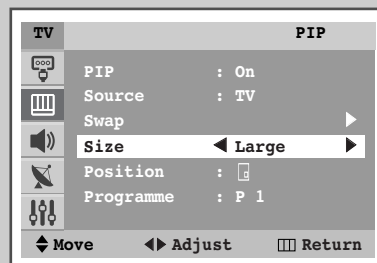 TV PIP
PIP : On
Source : TV
Swap
Size Large
Position :
Programme : P 1
Move Adjust Return